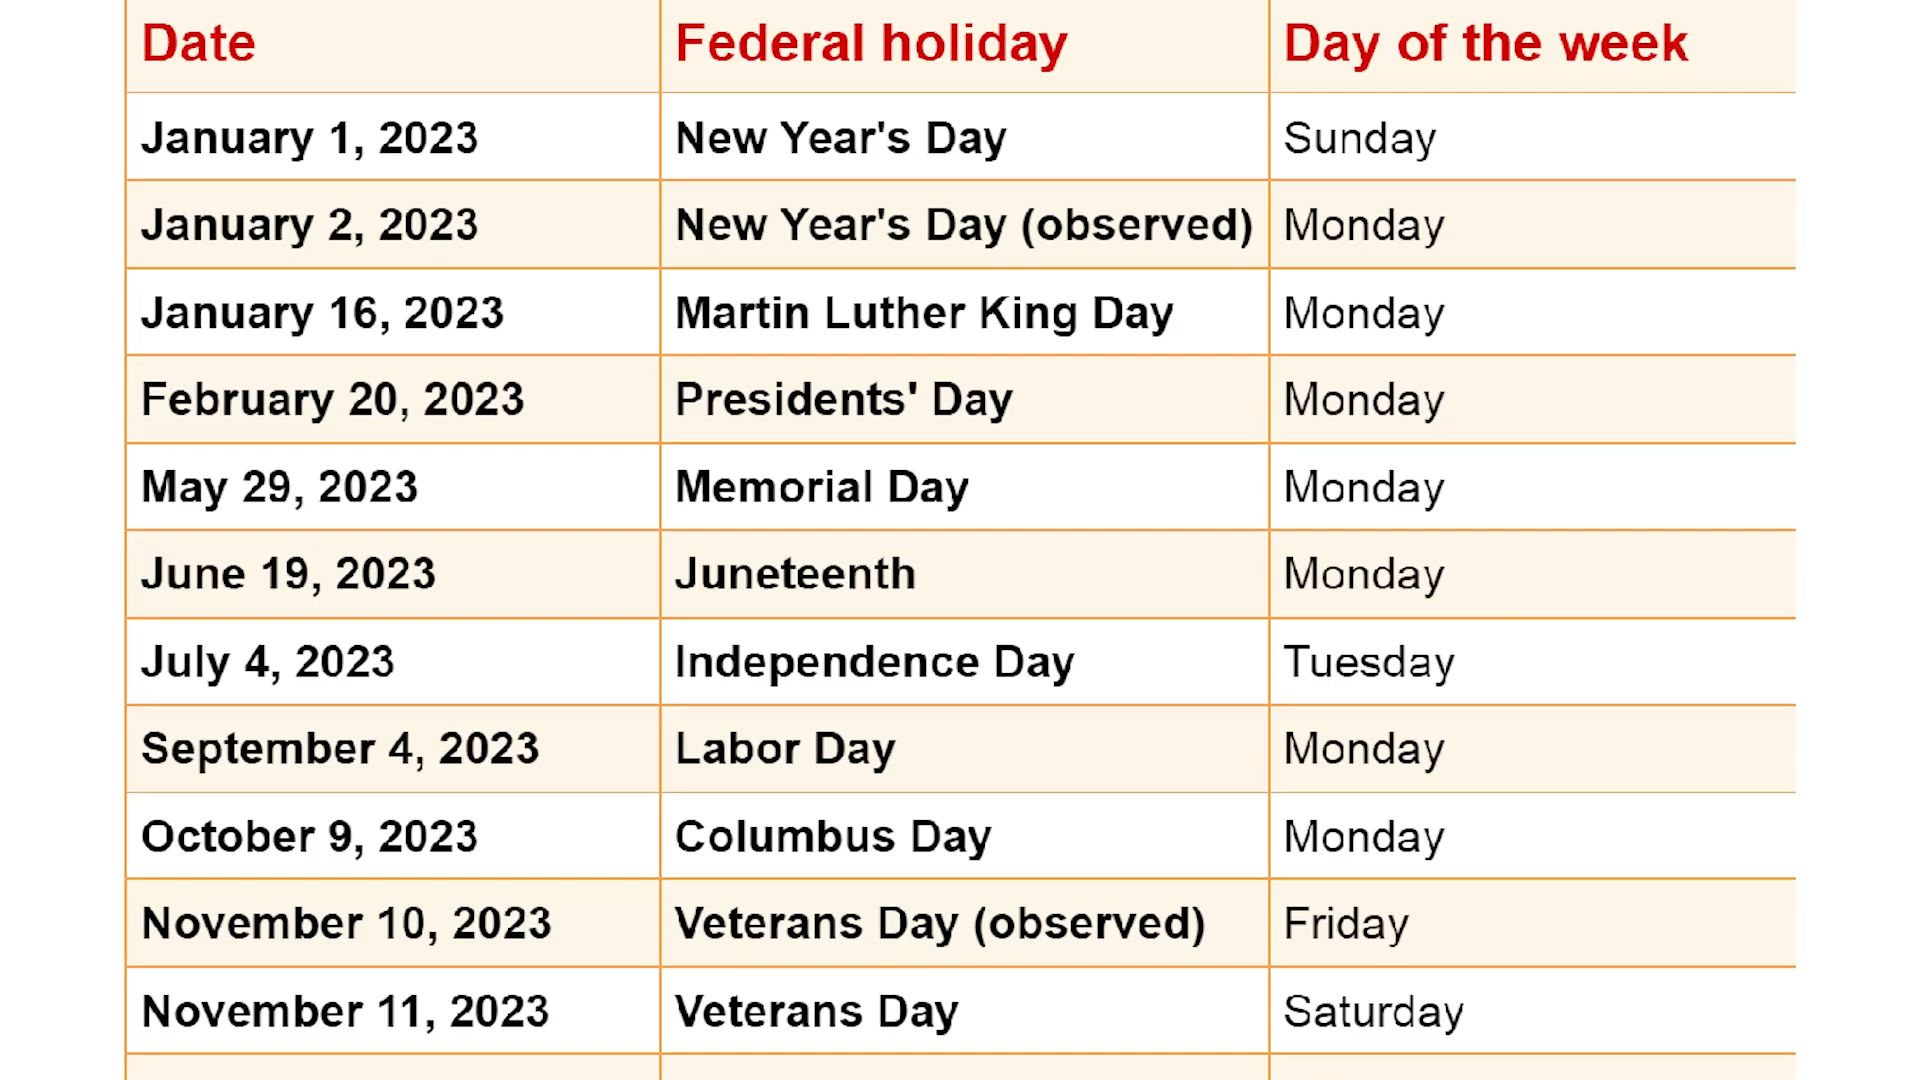 Date Federal holiday Day of the week
January 1, 2023 New Year's Day Sunday
January 2, 2023 New Year's Day (observed) Monday
January 16, 2023 Martin Luther King Day Monday
February 20, 2023 Presidents' Day Monday
May 29, 2023 Memorial Day Monday
June 19, 2023 Juneteenth Monday
July 4, 2023 Independence Day Tuesday
September 4, 2023 Labor Day Monday
October 9, 2023 Columbus Day Monday
November 10, 2023 Veterans Day (observed) Friday
November 11, 2023 Veterans Day Saturday